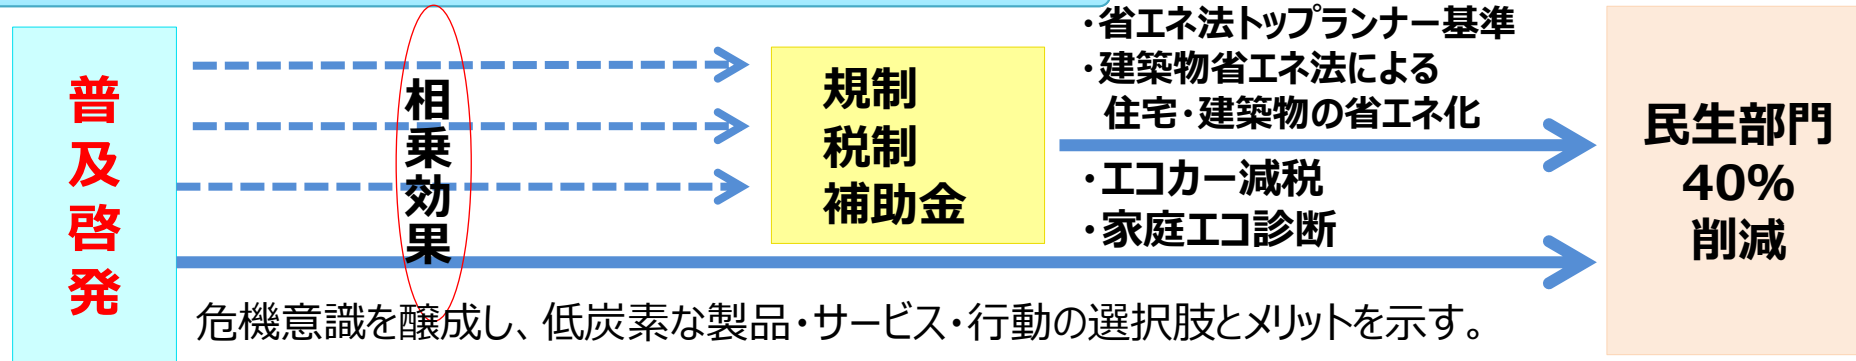 普及啓発
相乗効果
規制
税制
補助金
・省エネ法トップランナー基準
・建築物省エネ法による
住宅・建築物の省エネ化
・エコカー減税
・家庭エコ診断
民生部門
40%
削減
危機意識を醸成し、低炭素な製品・サービス・行動の選択肢とメリットを示す。